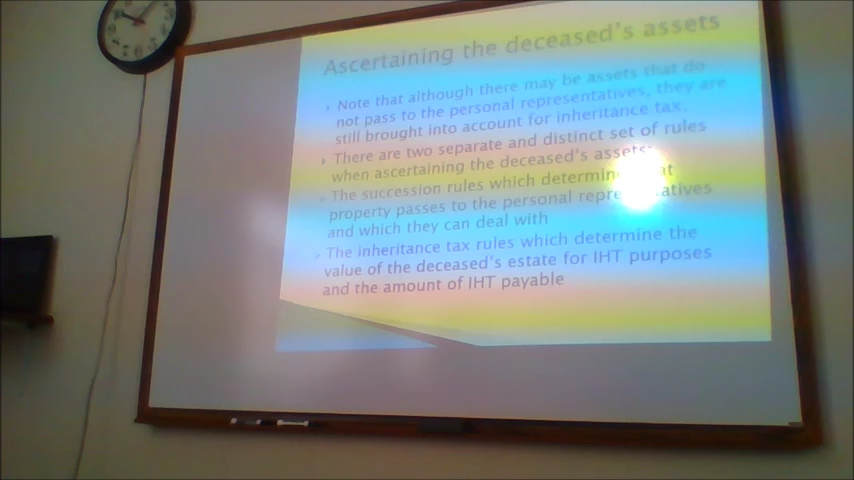 Ascertaining the deceased's assets
Note that although there may be assets that do
not pass to the personal representatives, they are
still brought into account for inheritance tax.
There are two separate and distinct set of rules
when ascertaining the deceased's assets:
The succession rules which
property passes to the personal
and which they can deal with
The inheritance tax rules which determine the
value of the deceased's estate for IHT purposes
and the amount of IHT payable